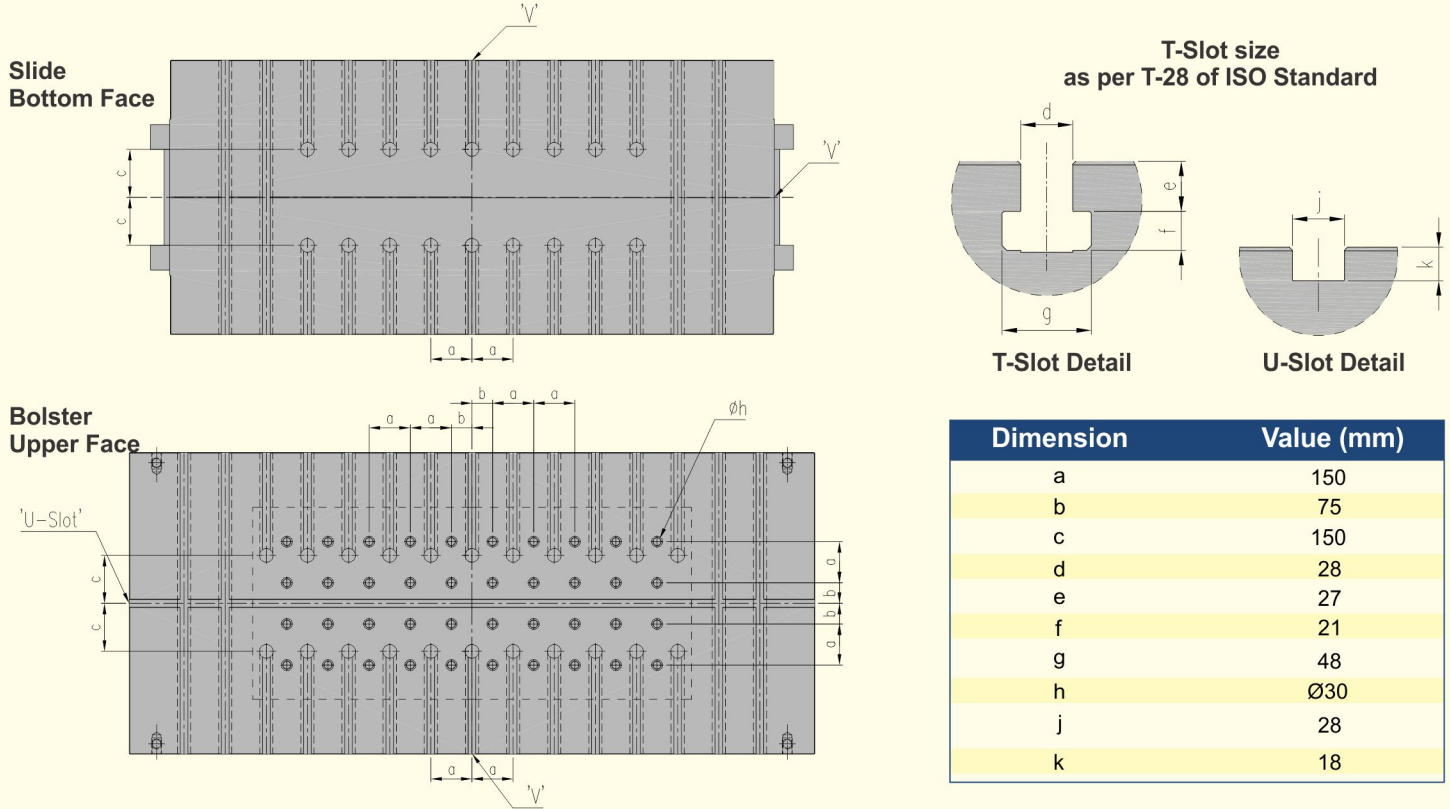 'V'
Slide
Bottom Face
'V'
c
c
a
a
T-Slot size
as per T-28 of ISO Standard
d
e
f
g
T-Slot Detail
j
k
U-Slot Detail
Bolster
Upper Face
b
a
a
a
a
b
øh
'U-Slot'
c
c
a
b
b
a
a
a
'V'
Dimension Value (mm)
a 150
b 75
c 150
d 28
e 27
f 21
g 48
h Ø30
j 28
k 18